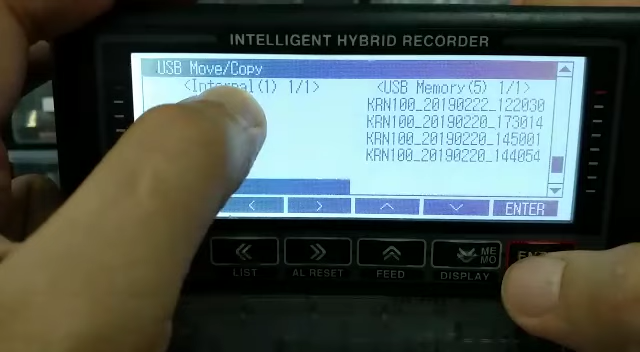 INTELLIGENT HYBRID RECORDER
USB Move/Copy
<Internal(1) 1/1>
<USB Memory(5) 1/1>
KRN100_20190222_122030
KRN100_20190220_173014
KRN100_20190220_145001
KRN100_20190220_144054
ENTER
LIST
AL RESET
FEED
DISPLAY
ME
MO